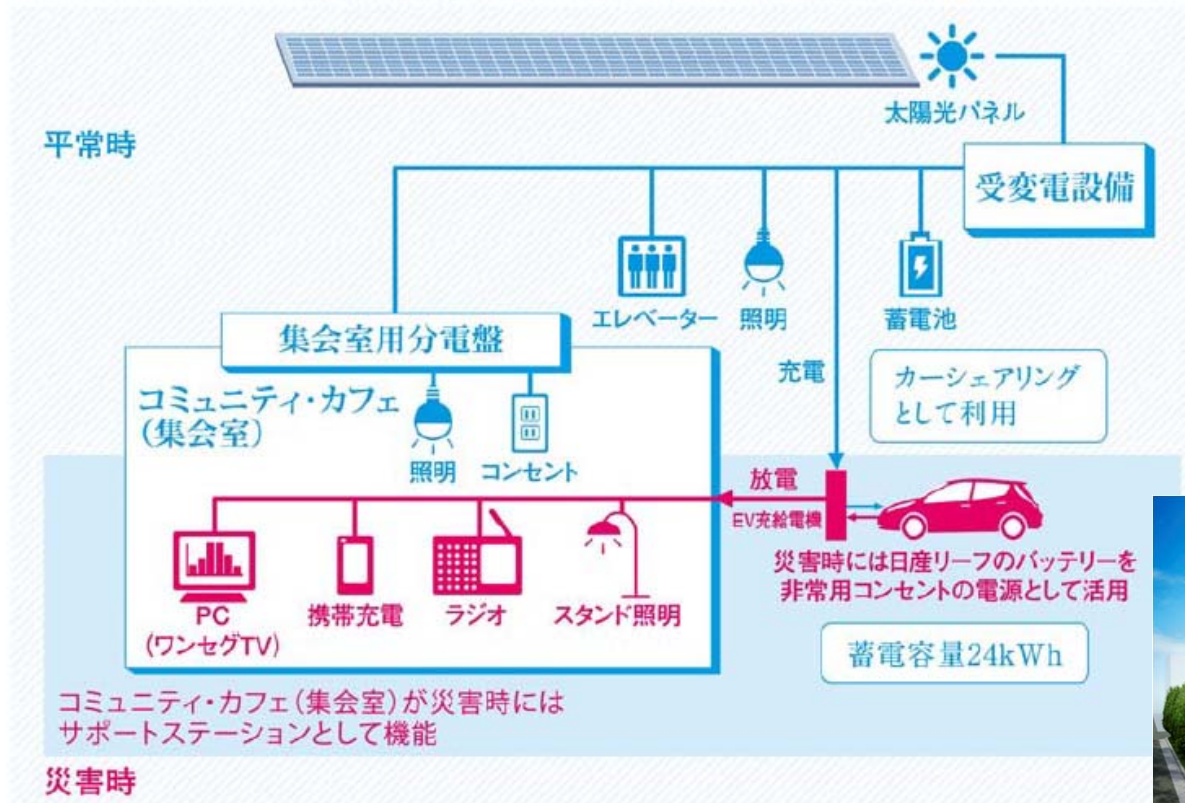 太陽光パネル
平常時
受変電設備
エレベーター
照明
蓄電池
集会室用分電盤
充電
カーシェアリング
として利用
コミュニティ・カフェ
(集会室)
照明
コンセント
放電
EV充給電機
PC
(ワンセグTV)
携帯充電
ラジオ
スタンド照明
災害時には日産リーフのバッテリーを
非常用コンセントの電源として活用
蓄電容量24kWh
コミュニティ・カフェ(集会室)が災害時には
サポートステーションとして機能
災害時